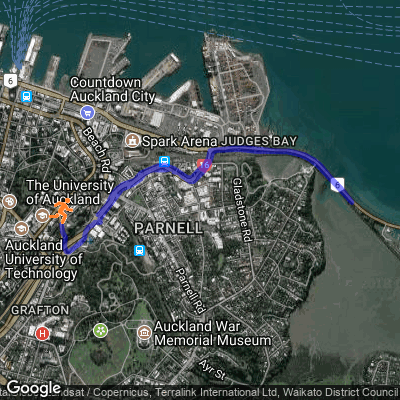 6
Countdown
Auckland City
Beach Rd
Spark Arena
JUDGES BAY
16
6
The University
of Auckland
Gladstone Rd
PARNELL
Auckland
University of
Technology
Parnell Rd
GRAFTON
H
Auckland War
Memorial Museum
Ayr St
Google
dsat / Copernicus, Terralink International Ltd, Waikato District Council